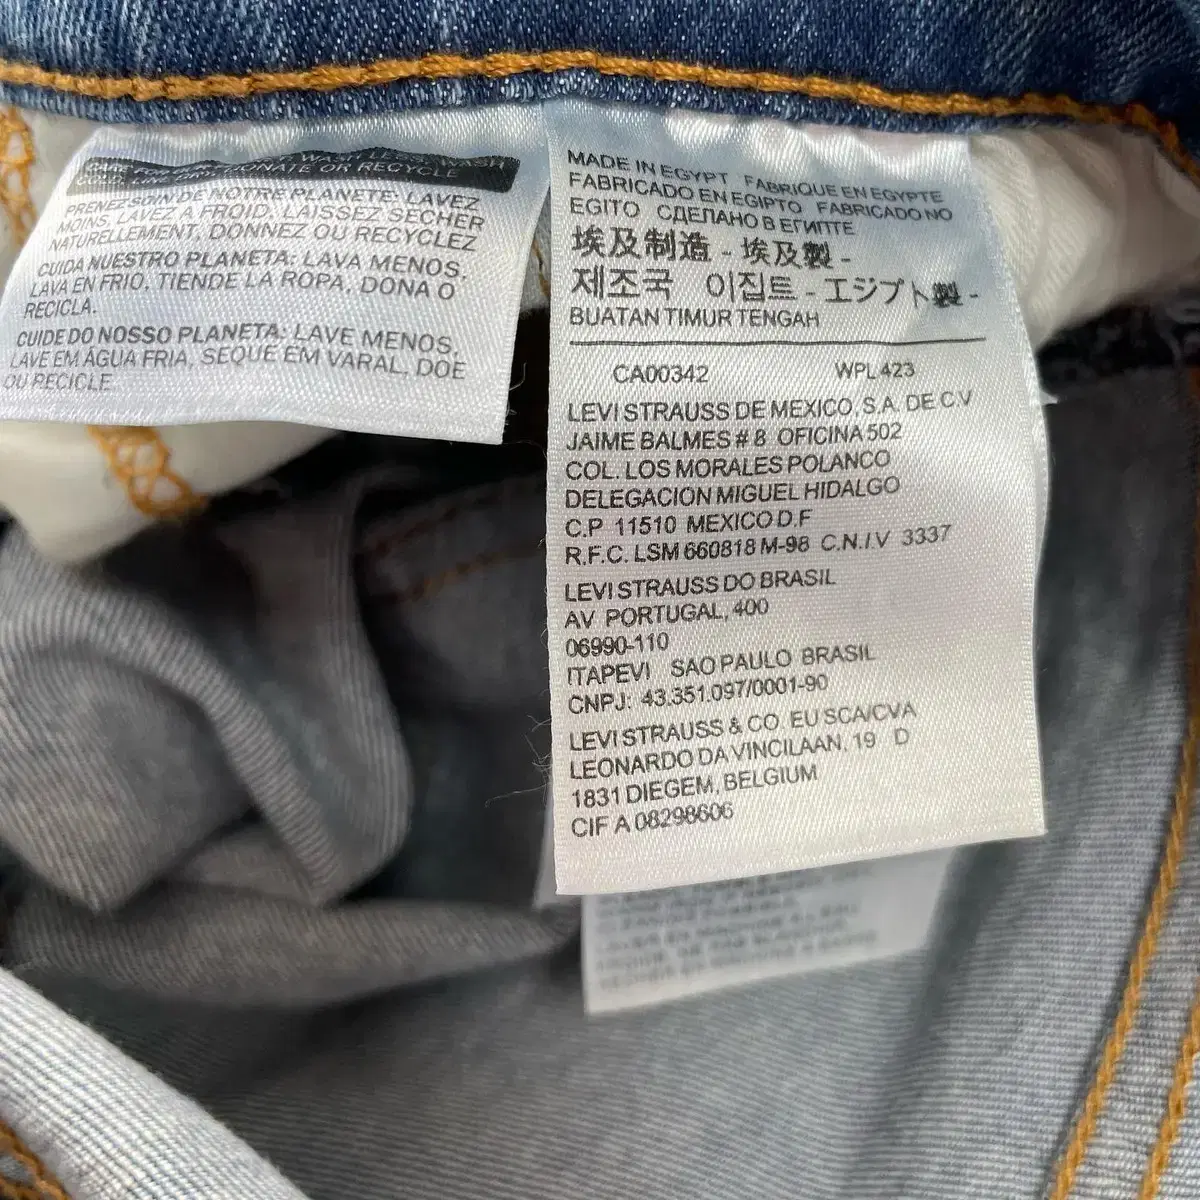 WASH LESS, WASH
DONATE OR RECYCLE
PRENEZ SOIN DE NOTRE PLANETE: LAVEZ
MOINS, LAVEZ A FROID, LAISSEZ SECHER
NATURELLEMENT, DONNEZ OU RECYCLEZ
CUIDA NUESTRO PLANETA: LAVA MENOS,
LAVA EN FRIO, TIENDE LA ROPA, DONA O
RECICLA.
CUIDE DO NOSSO PLANETA: LAVE MENOS,
LAVE EM ÁGUA FRIA, SEQUE EM VARAL, DOE
OU RECICLE
MADE IN EGYPT FABRIQUE EN EGYPTE
FABRICADO EN EGIPTO FABRICADO NO
EGITO СДЕПАНО В ЕГИПТЕ
埃及制造 - 埃及製 -
제조국 이집트 - エジプト製 -
BUATAN TIMUR TENGAH
CA00342 WPL 423
LEVI STRAUSS DE MEXICO, S.A. DE C.V
JAIME BALMES # 8 OFICINA 502
COL. LOS MORALES POLANCO
DELEGACION MIGUEL HIDALGO
C.P 11510 MEXICO D.F
R.F.C. LSM 660818 M-98 C.N.I.V 3337
LEVI STRAUSS DO BRASIL
AV PORTUGAL, 400
06990-110
ITAPEVI SAO PAULO BRASIL
CNPJ: 43.351.097/0001-90
LEVI STRAUSS & CO. EU SCA/CVA
LEONARDO DA VINCILAAN, 19 D
1831 DIEGEM, BELGIUM
CIF A 08298606